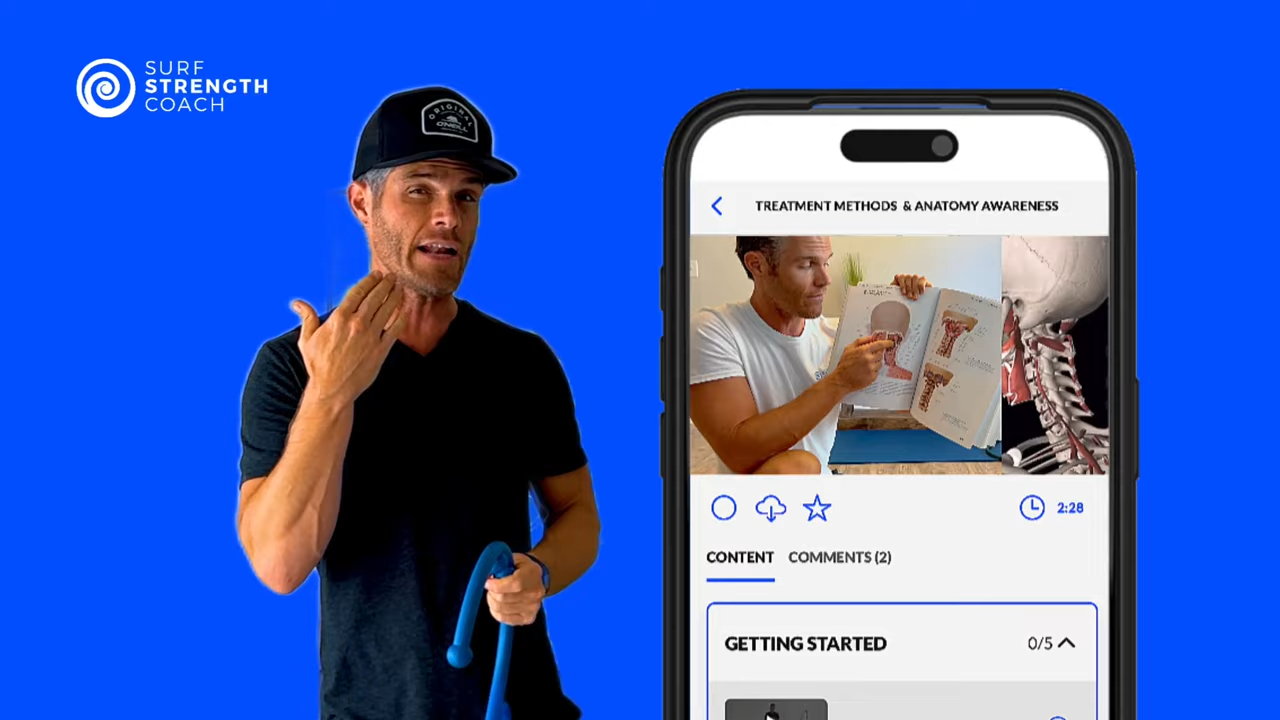 SURF
STRENGTH
COACH
ORIGINAL
O'NEILL
TREATMENT METHODS & ANATOMY AWARENESS
2:28
CONTENT
COMMENTS (2)
GETTING STARTED
0/5